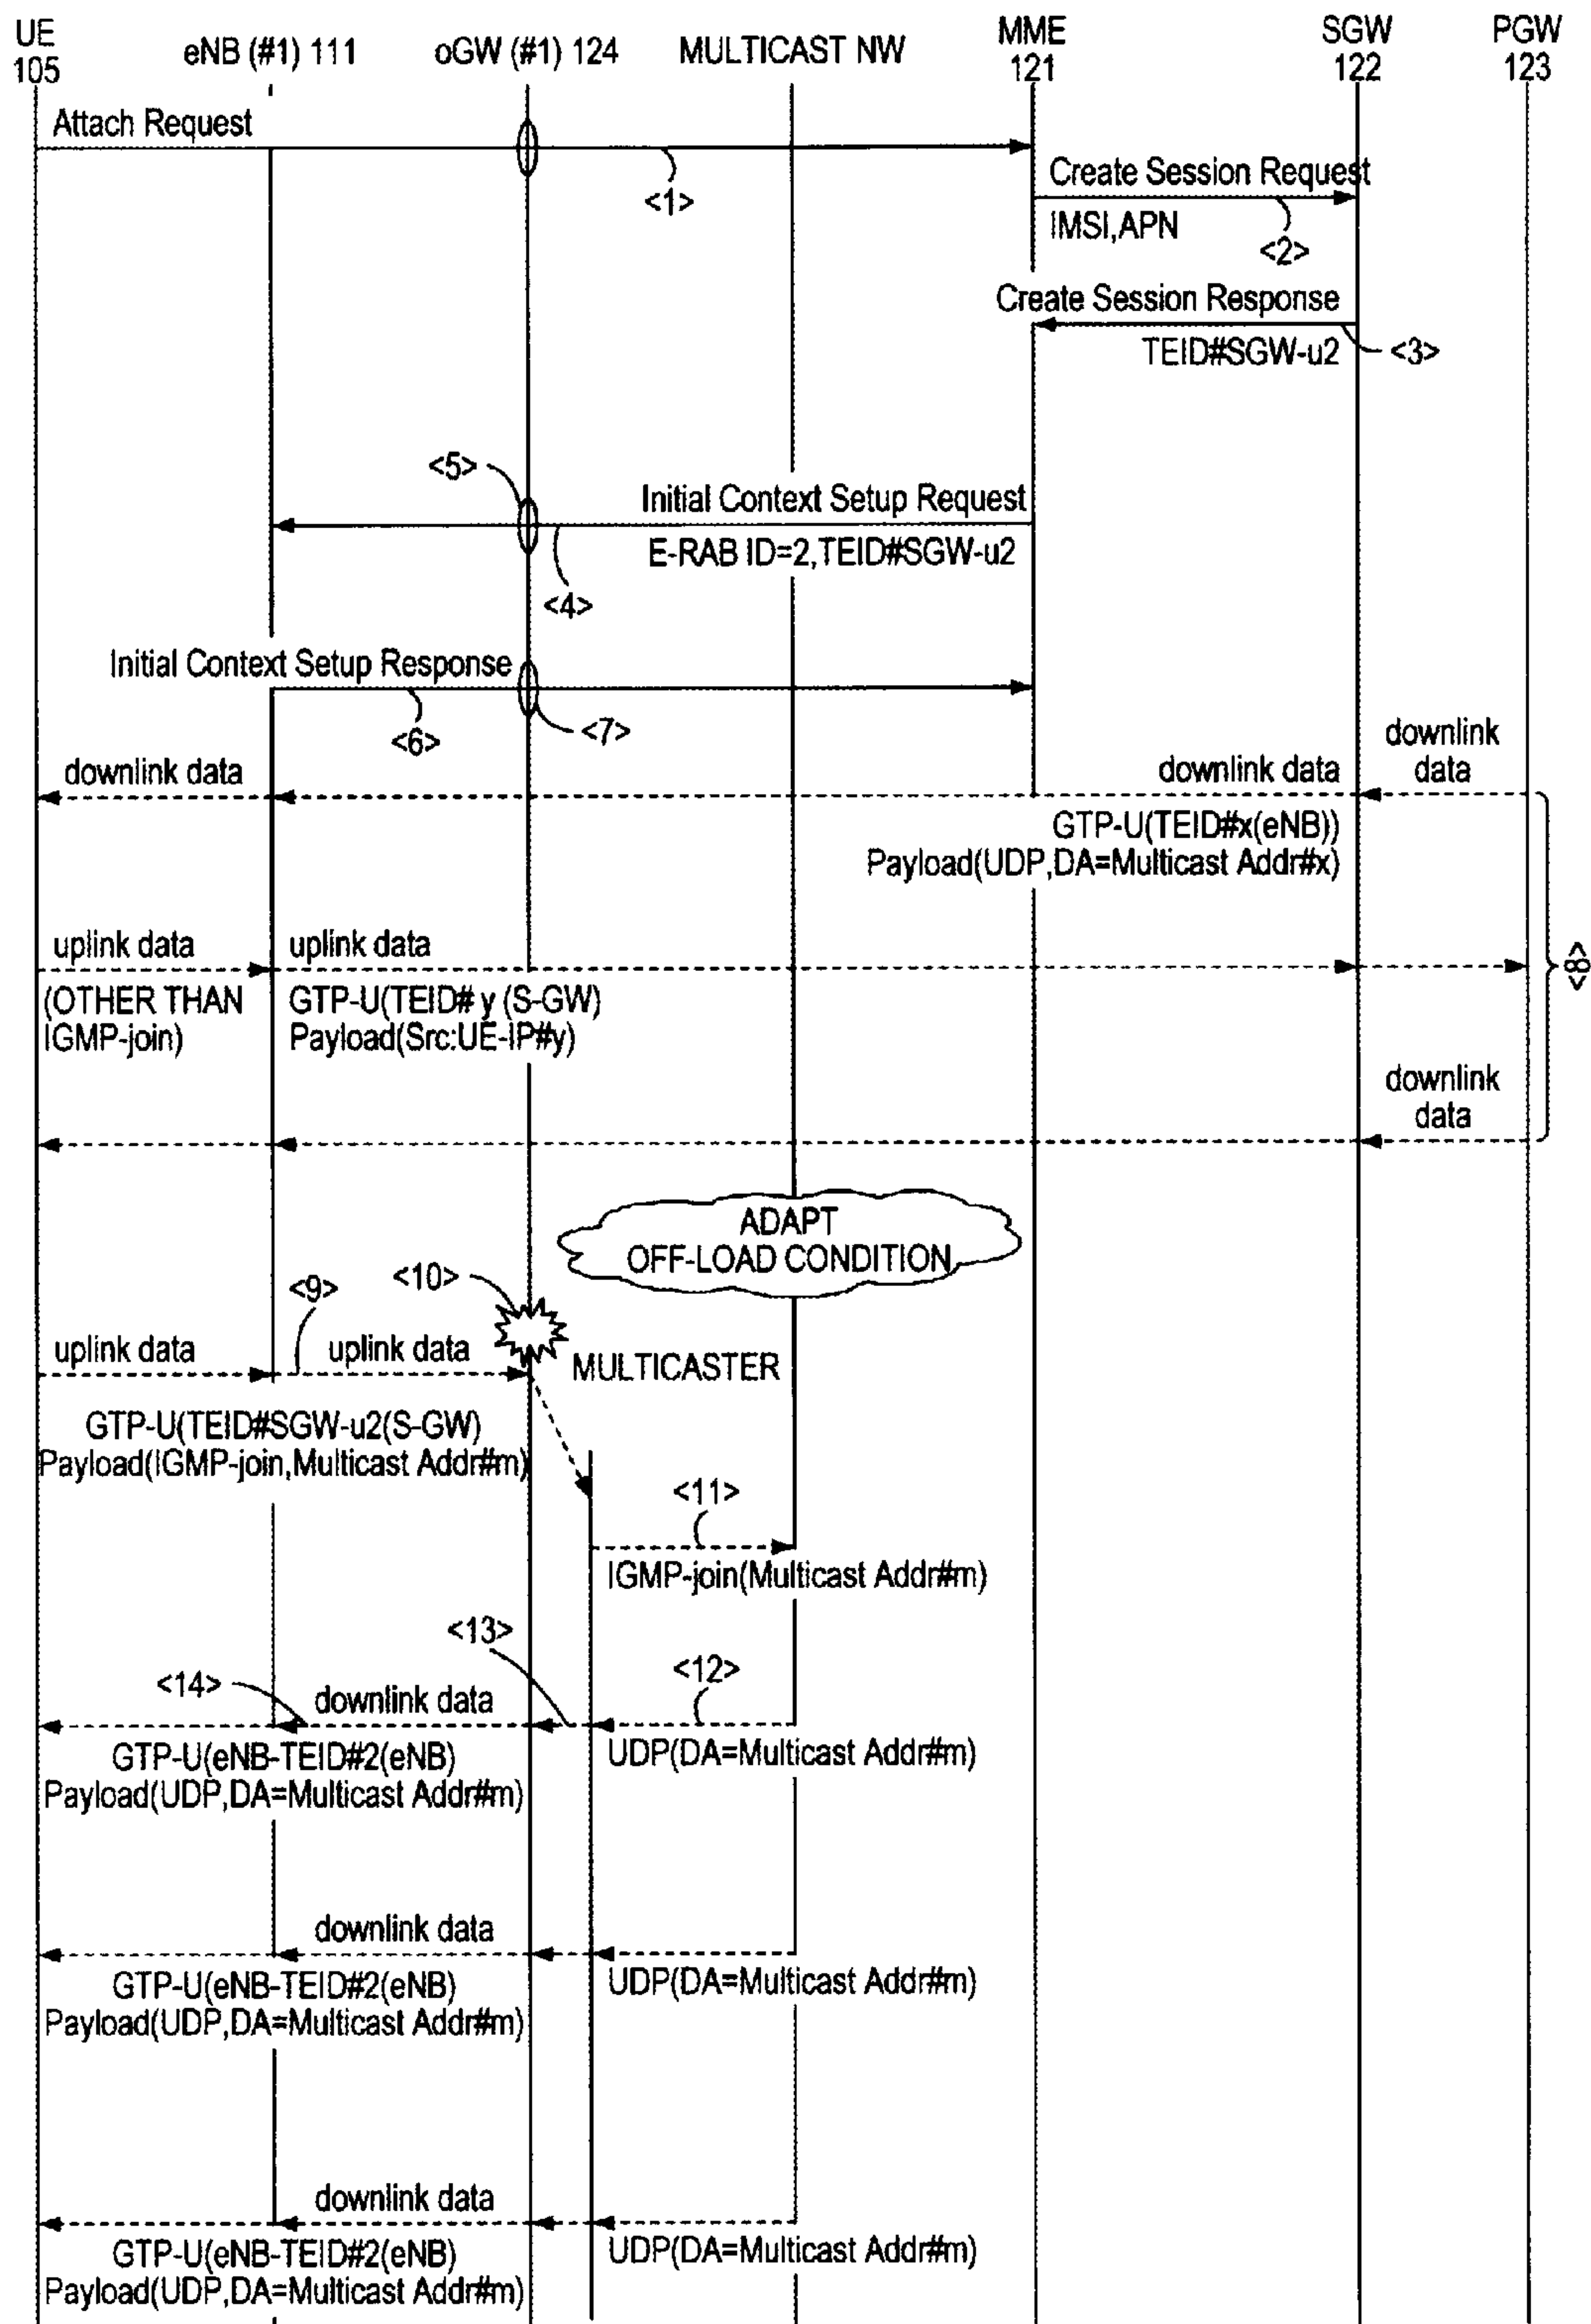 UE
105
eNB (#1) 111
oGW (#1) 124
MULTICAST NW
MME
121
SGW
122
PGW
123
Attach Request
<1>
Create Session Request
IMSI,APN
<2>
Create Session Response
TEID#SGW-u2
<3>
<5>
Initial Context Setup Request
E-RAB ID=2,TEID#SGW-u2
<4>
Initial Context Setup Response
<6>
<7>
downlink data
downlink data
downlink
data
GTP-U(TEID#x(eNB))
Payload(UDP,DA=Multicast Addr#x)
uplink data
uplink data
<8>
(OTHER THAN
IGMP-join)
GTP-U(TEID# y (S-GW)
Payload(Src:UE-IP#y)
downlink
data
ADAPT
OFF-LOAD CONDITION
<9>
<10>
uplink data
uplink data
MULTICASTER
GTP-U(TEID#SGW-u2(S-GW)
Payload(IGMP-join,Multicast Addr#m)
<11>
IGMP-join(Multicast Addr#m)
<13>
<14>
<12>
downlink data
GTP-U(eNB-TEID#2(eNB)
Payload(UDP,DA=Multicast Addr#m)
UDP(DA=Multicast Addr#m)
downlink data
GTP-U(eNB-TEID#2(eNB)
Payload(UDP,DA=Multicast Addr#m)
UDP(DA=Multicast Addr#m)
downlink data
GTP-U(eNB-TEID#2(eNB)
Payload(UDP,DA=Multicast Addr#m)
UDP(DA=Multicast Addr#m)